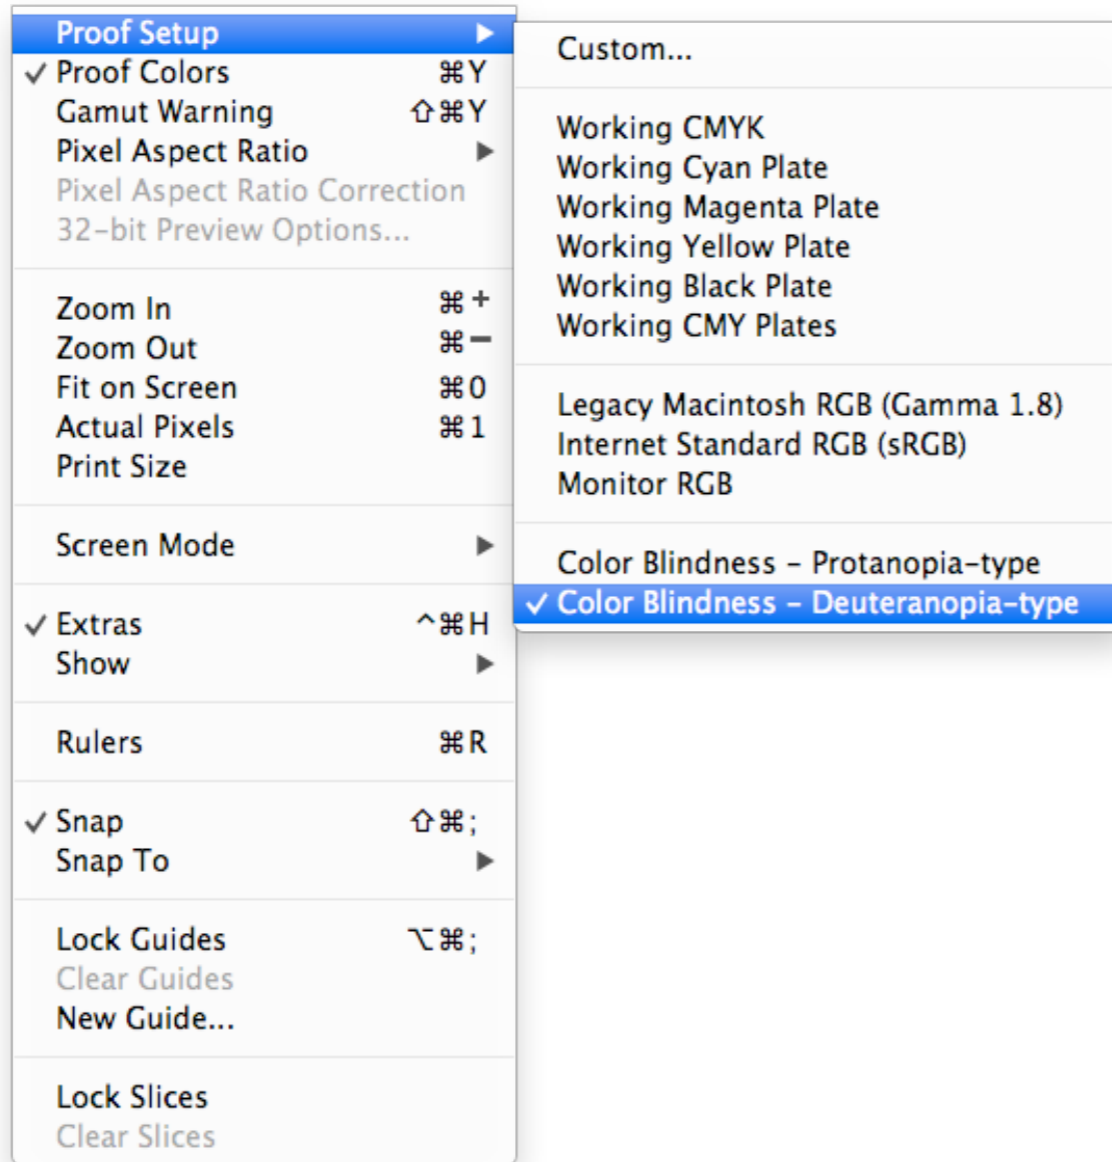 Proof Setup ▶
✓ Proof Colors ⌘Y
Gamut Warning ⇧⌘Y
Pixel Aspect Ratio ▶
Pixel Aspect Ratio Correction
32-bit Preview Options...
Zoom In ⌘+
Zoom Out ⌘−
Fit on Screen ⌘0
Actual Pixels ⌘1
Print Size
Screen Mode ▶
✓ Extras ^⌘H
Show ▶
Rulers ⌘R
✓ Snap ⇧⌘;
Snap To ▶
Lock Guides ⌥⌘;
Clear Guides
New Guide...
Lock Slices
Clear Slices
Custom...
Working CMYK
Working Cyan Plate
Working Magenta Plate
Working Yellow Plate
Working Black Plate
Working CMY Plates
Legacy Macintosh RGB (Gamma 1.8)
Internet Standard RGB (sRGB)
Monitor RGB
Color Blindness – Protanopia-type
✓ Color Blindness – Deuteranopia-type